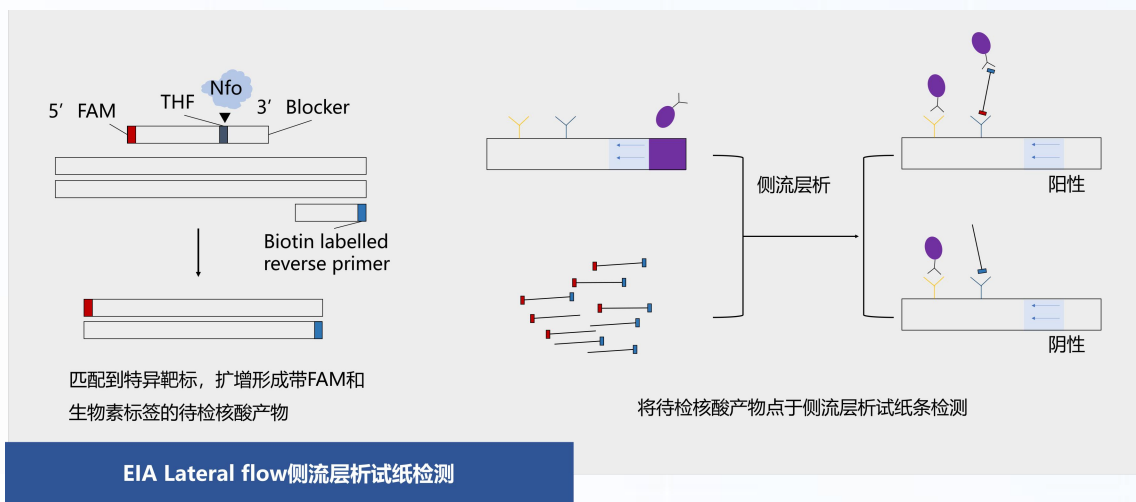 Nfo
5’ FAM
THF
3’ Blocker
Biotin labelled
reverse primer
匹配到特异靶标，扩增形成带FAM和
生物素标签的待检核酸产物
侧流层析
阳性
阴性
将待检核酸产物点于侧流层析试纸条检测
EIA Lateral flow侧流层析试纸检测